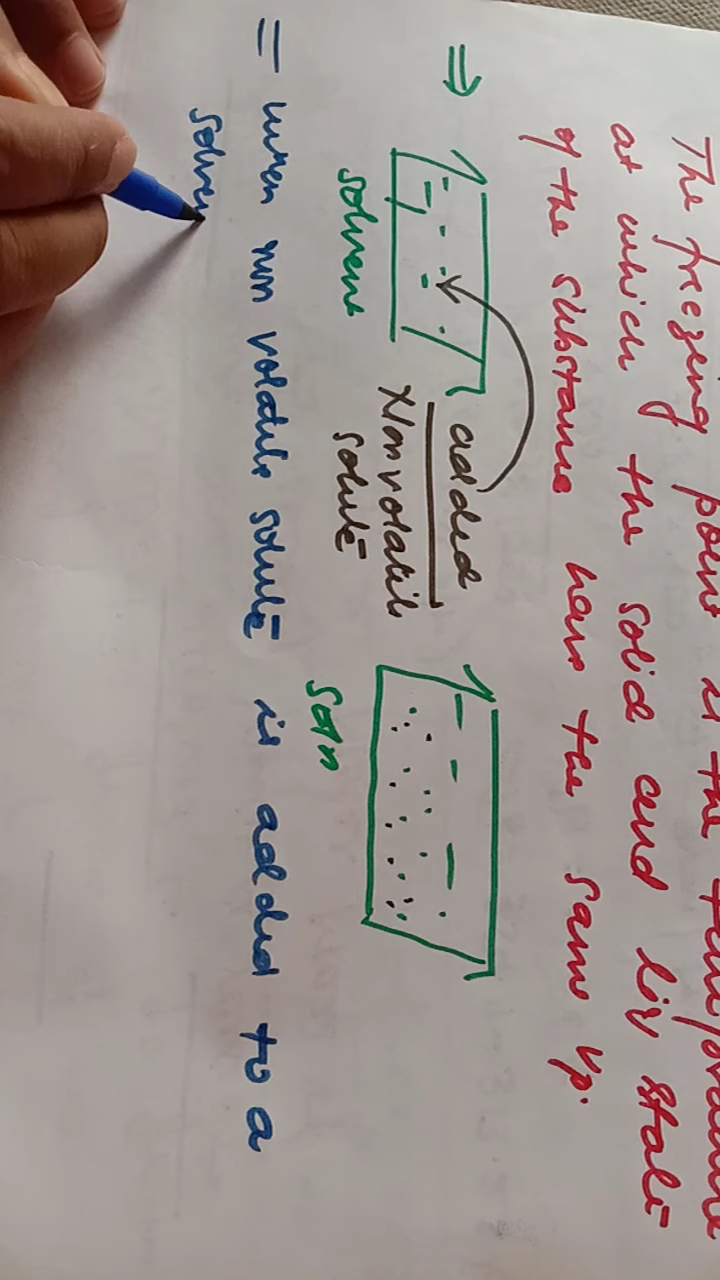 The freezing point is the temperature
at which the solid and liq state
of the substance have the same v.p.
⇒
added
Non volatile
solute
solvent
Soln
= when non volatile solute is added to a
solven